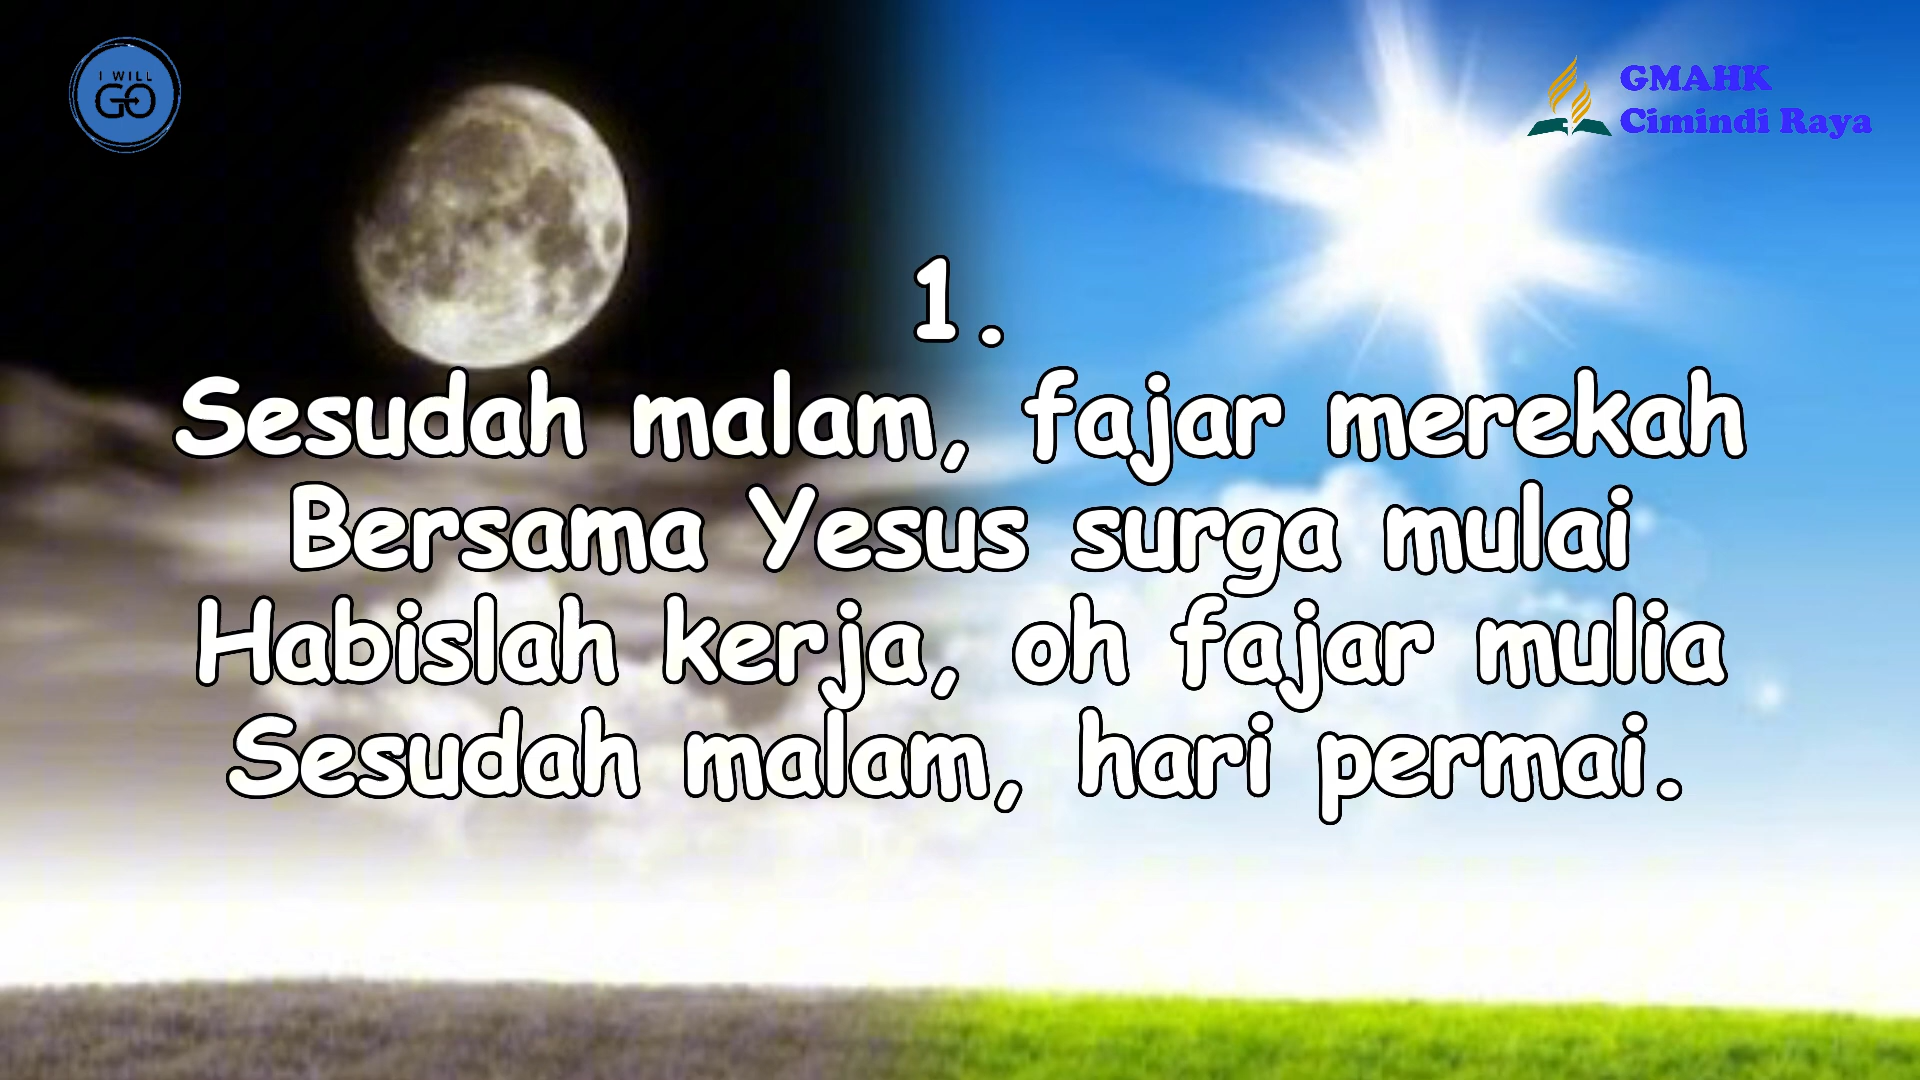 I WILL
GO
GMAHK
Cimindi Raya
1.
Sesudah malam, fajar merekah
Bersama Yesus surga mulai
Habislah kerja, oh fajar mulia
Sesudah malam, hari permai.